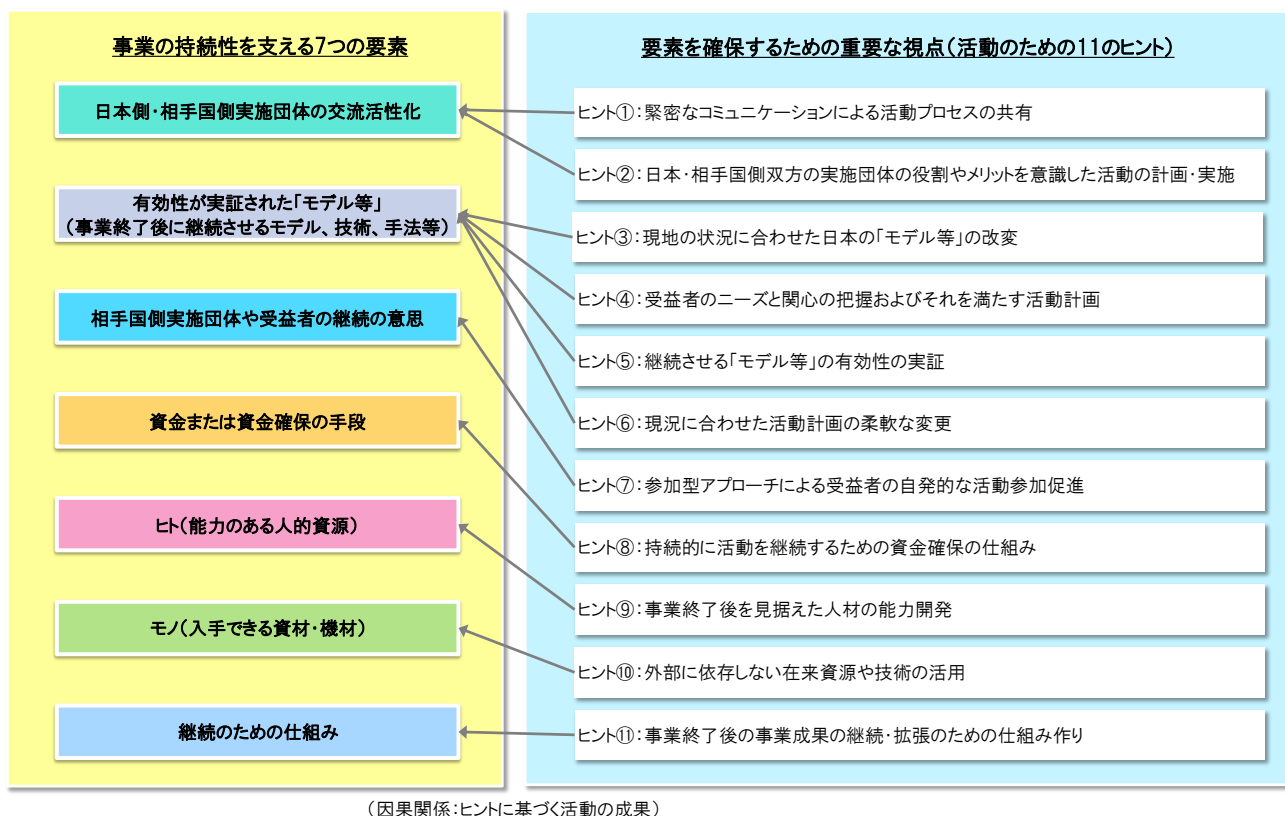 事業の持続性を支える7つの要素
日本側・相手国側実施団体の交流活性化
有効性が実証された「モデル等」
（事業終了後に継続させるモデル、技術、手法等）
相手国側実施団体や受益者の継続の意思
資金または資金確保の手段
ヒト（能力のある人的資源）
モノ（入手できる資材・機材）
継続のための仕組み
要素を確保するための重要な視点（活動のための11のヒント）
ヒント①：緊密なコミュニケーションによる活動プロセスの共有
ヒント②：日本・相手国側双方の実施団体の役割やメリットを意識した活動の計画・実施
ヒント③：現地の状況に合わせた日本の「モデル等」の改変
ヒント④：受益者のニーズと関心の把握およびそれを満たす活動計画
ヒント⑤：継続させる「モデル等」の有効性の実証
ヒント⑥：現況に合わせた活動計画の柔軟な変更
ヒント⑦：参加型アプローチによる受益者の自発的な活動参加促進
ヒント⑧：持続的に活動を継続するための資金確保の仕組み
ヒント⑨：事業終了後を見据えた人材の能力開発
ヒント⑩：外部に依存しない在来資源や技術の活用
ヒント⑪：事業終了後の事業成果の継続・拡張のための仕組み作り
（因果関係：ヒントに基づく活動の成果）